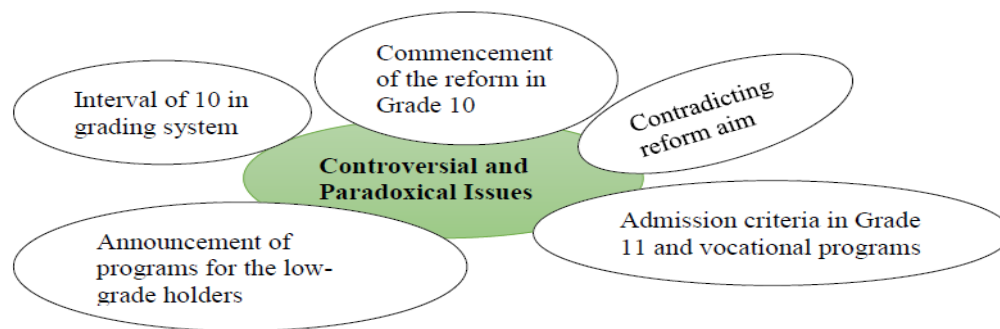 Commencement
of the reform in
Grade 10
Interval of 10 in
grading system
Contradicting
reform aim
Controversial and
Paradoxical Issues
Admission criteria in Grade
11 and vocational programs
Announcement of
programs for the low-
grade holders